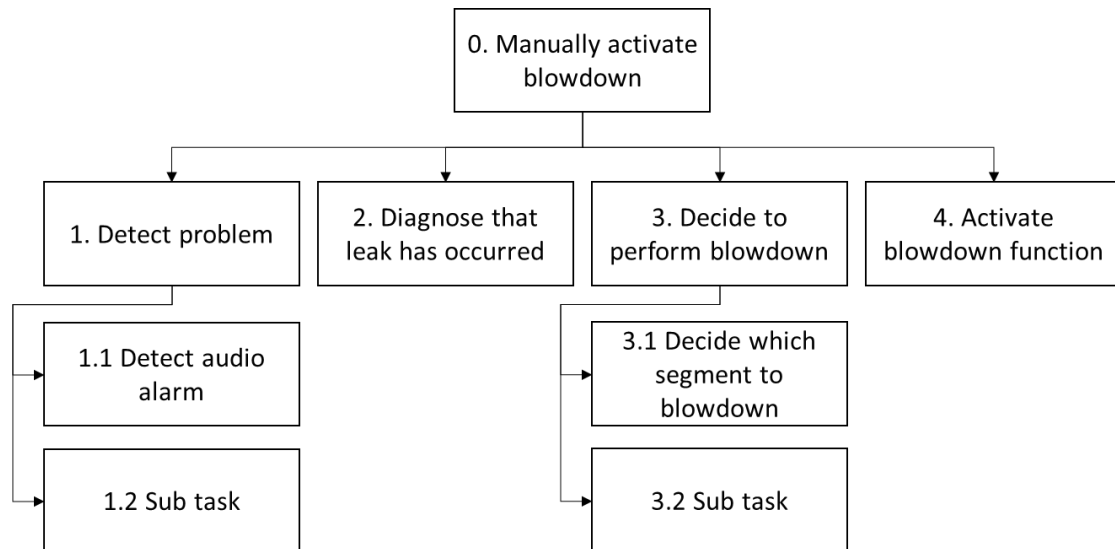 0. Manually activate
blowdown
1. Detect problem
2. Diagnose that
leak has occurred
3. Decide to
perform blowdown
4. Activate
blowdown function
1.1 Detect audio
alarm
3.1 Decide which
segment to
blowdown
1.2 Sub task
3.2 Sub task